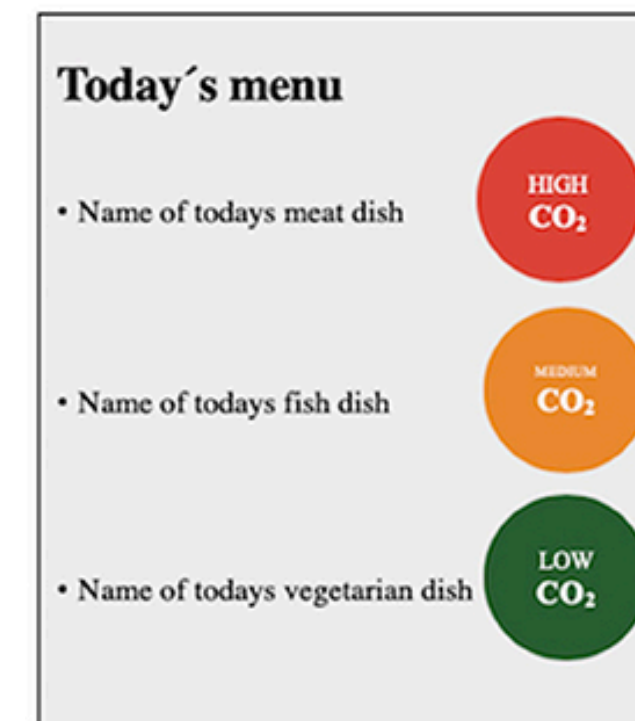 Today´s menu
• Name of todays meat dish
HIGH
CO₂
• Name of todays fish dish
MEDIUM
CO₂
• Name of todays vegetarian dish
LOW
CO₂